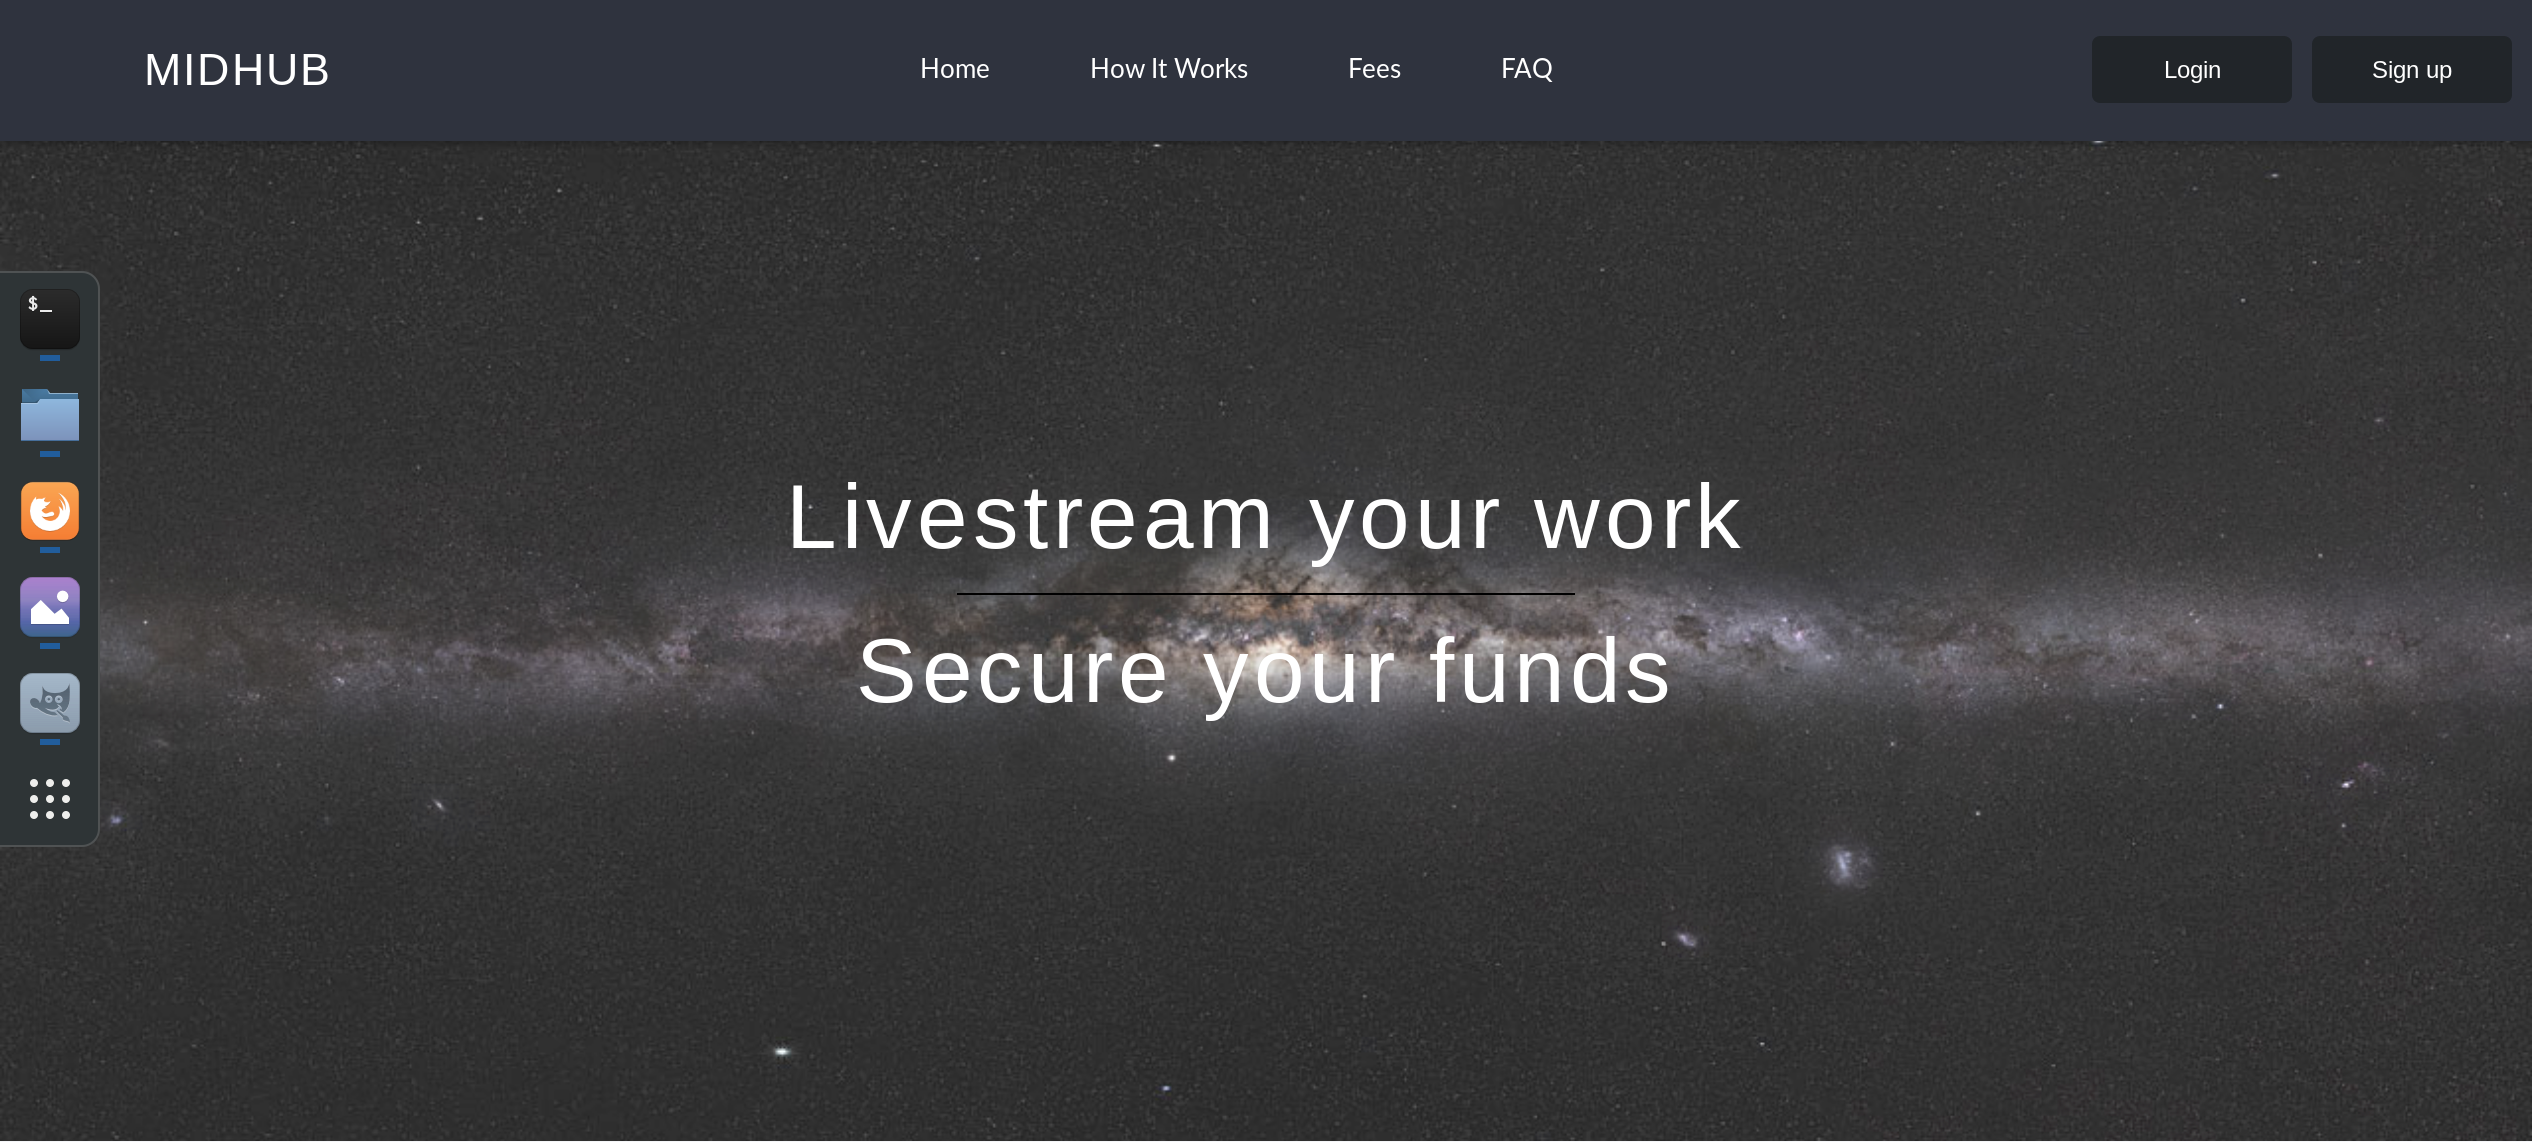 MIDHUB
Home How It Works Fees FAQ
Login Sign up
$_
Livestream your work
Secure your funds